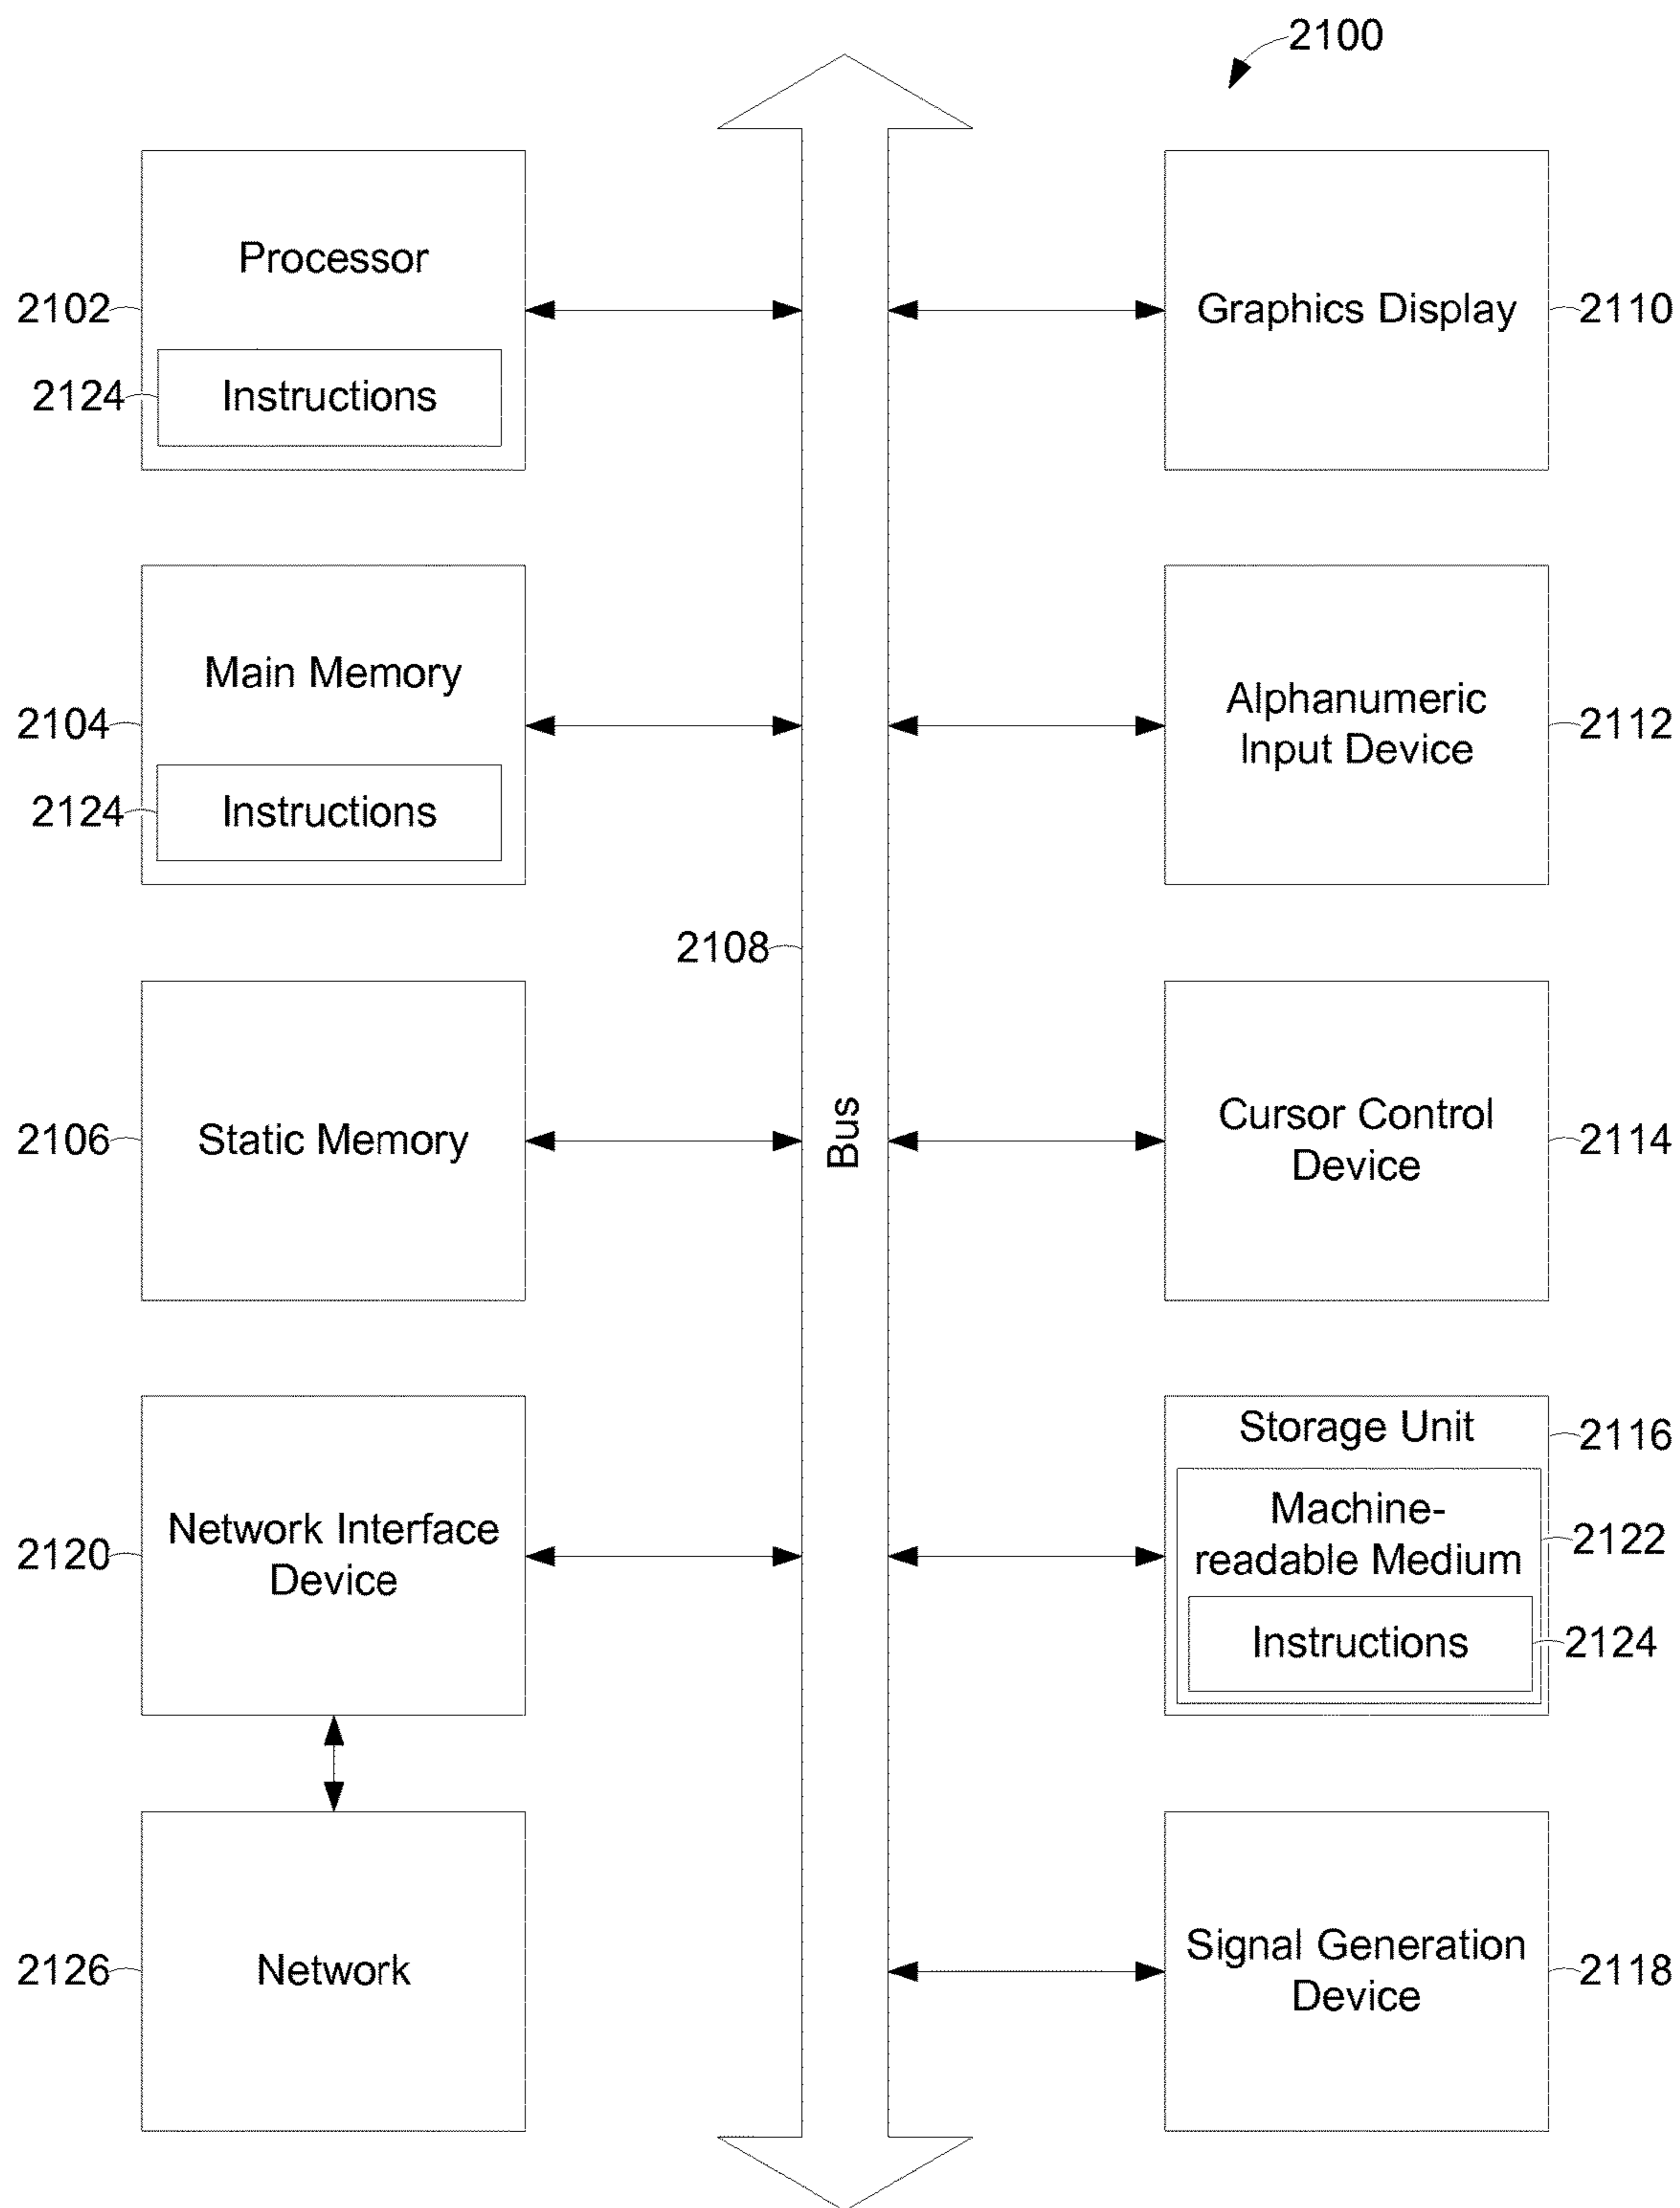 2100
Processor
2102
2124
Instructions
Graphics Display
2110
Main Memory
2104
2124
Instructions
Alphanumeric
Input Device
2112
2108
Bus
2106
Static Memory
Cursor Control
Device
2114
2120
Network Interface
Device
Storage Unit
2116
Machine-
readable Medium
2122
Instructions
2124
2126
Network
Signal Generation
Device
2118